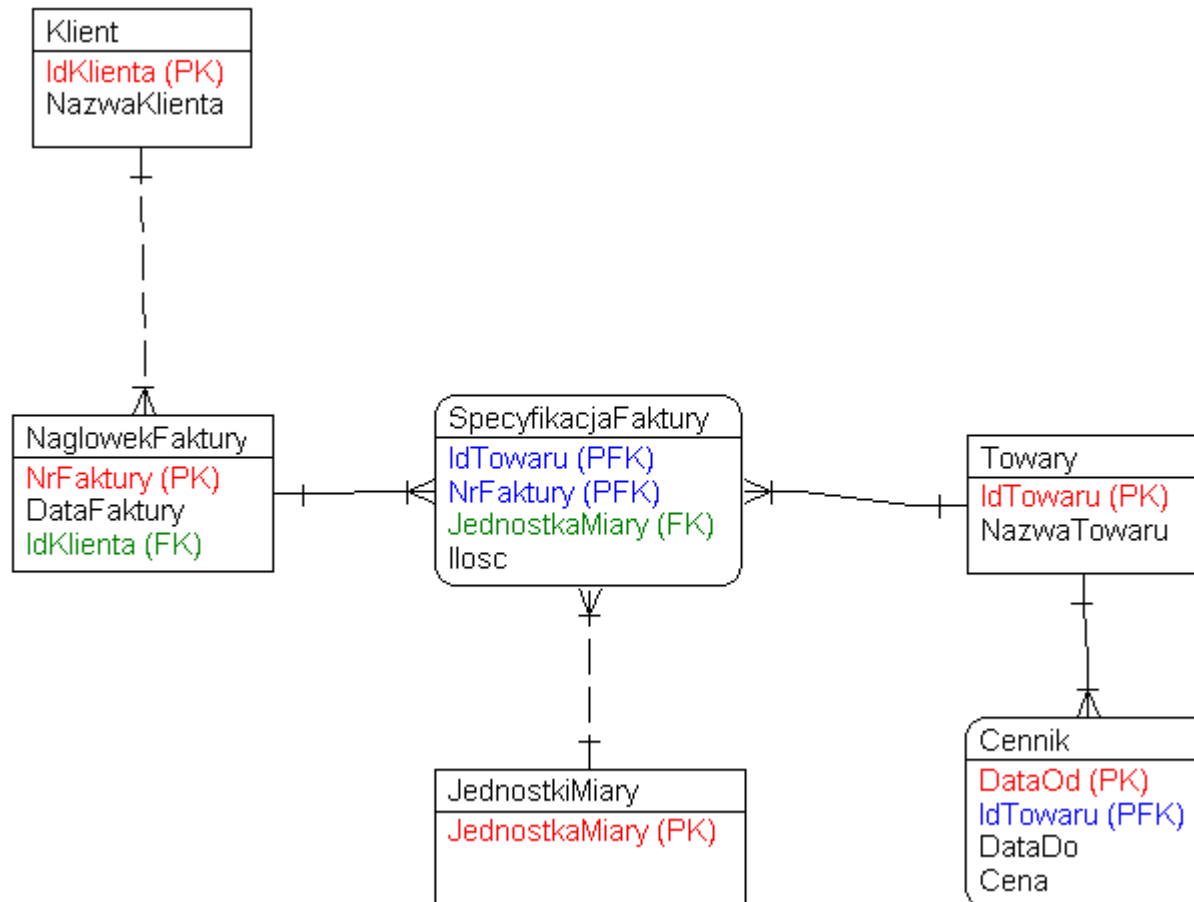 Klient
IdKlienta (PK)
NazwaKlienta
NaglowekFaktury
NrFaktury (PK)
DataFaktury
IdKlienta (FK)
SpecyfikacjaFaktury
IdTowaru (PFK)
NrFaktury (PFK)
JednostkaMiary (FK)
Ilosc
Towary
IdTowaru (PK)
NazwaTowaru
JednostkiMiary
JednostkaMiary (PK)
Cennik
DataOd (PK)
IdTowaru (PFK)
DataDo
Cena